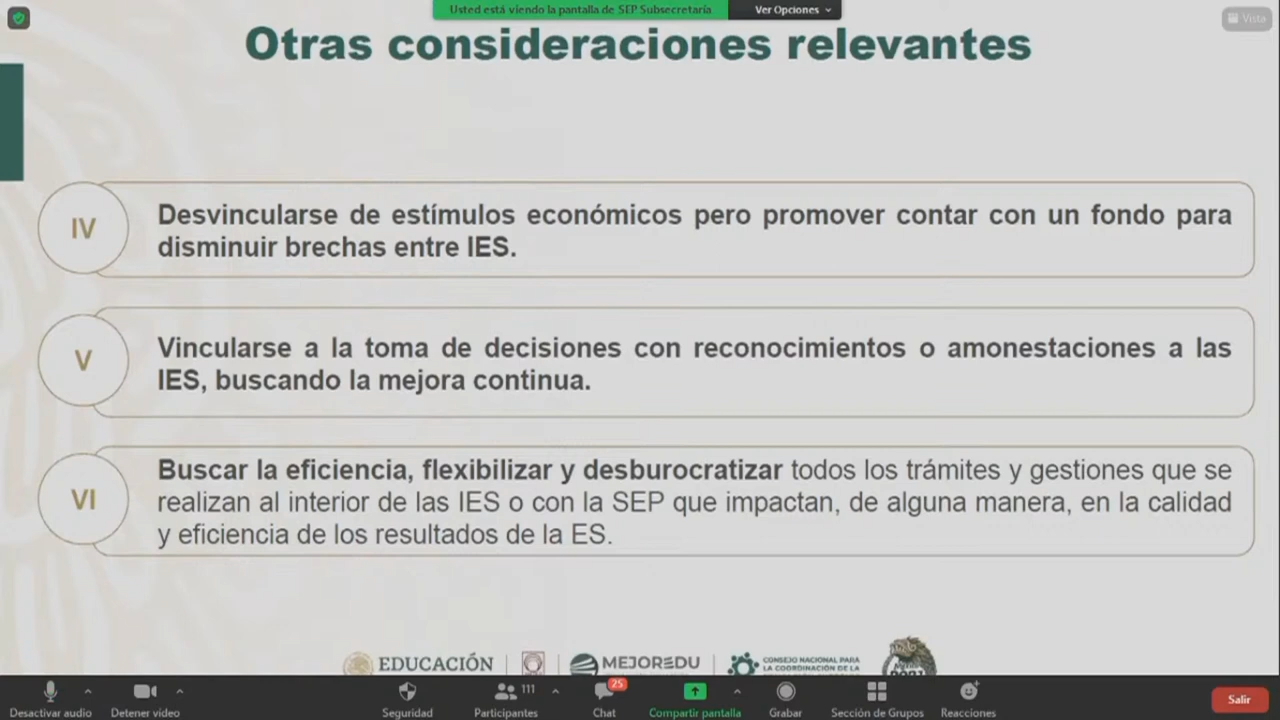 Usted está viendo la pantalla de SEP Subsecretaría
Ver Opciones
Vista
Otras consideraciones relevantes
IV
Desvincularse de estímulos económicos pero promover contar con un fondo para
disminuir brechas entre IES.
V
Vincularse a la toma de decisiones con reconocimientos o amonestaciones a las
IES, buscando la mejora continua.
VI
Buscar la eficiencia, flexibilizar y desburocratizar todos los trámites y gestiones que se
realizan al interior de las IES o con la SEP que impactan, de alguna manera, en la calidad
y eficiencia de los resultados de la ES.
EDUCACIÓN
MEJOREDU
CONSEJO NACIONAL PARA
LA COORDINACIÓN DE LA
Desactivar audio
Detener video
Seguridad
111
Participantes
25
Chat
Compartir pantalla
Grabar
Sección de Grupos
Reacciones
Salir